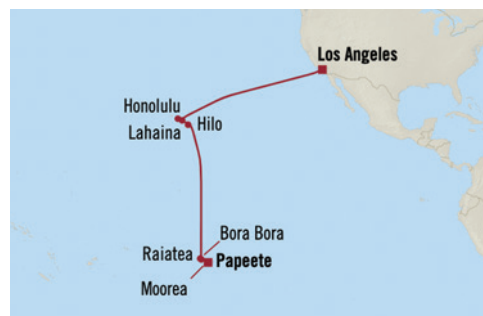 Los Angeles
Honolulu
Lahaina
Hilo
Bora Bora
Raiatea
Papeete
Moorea